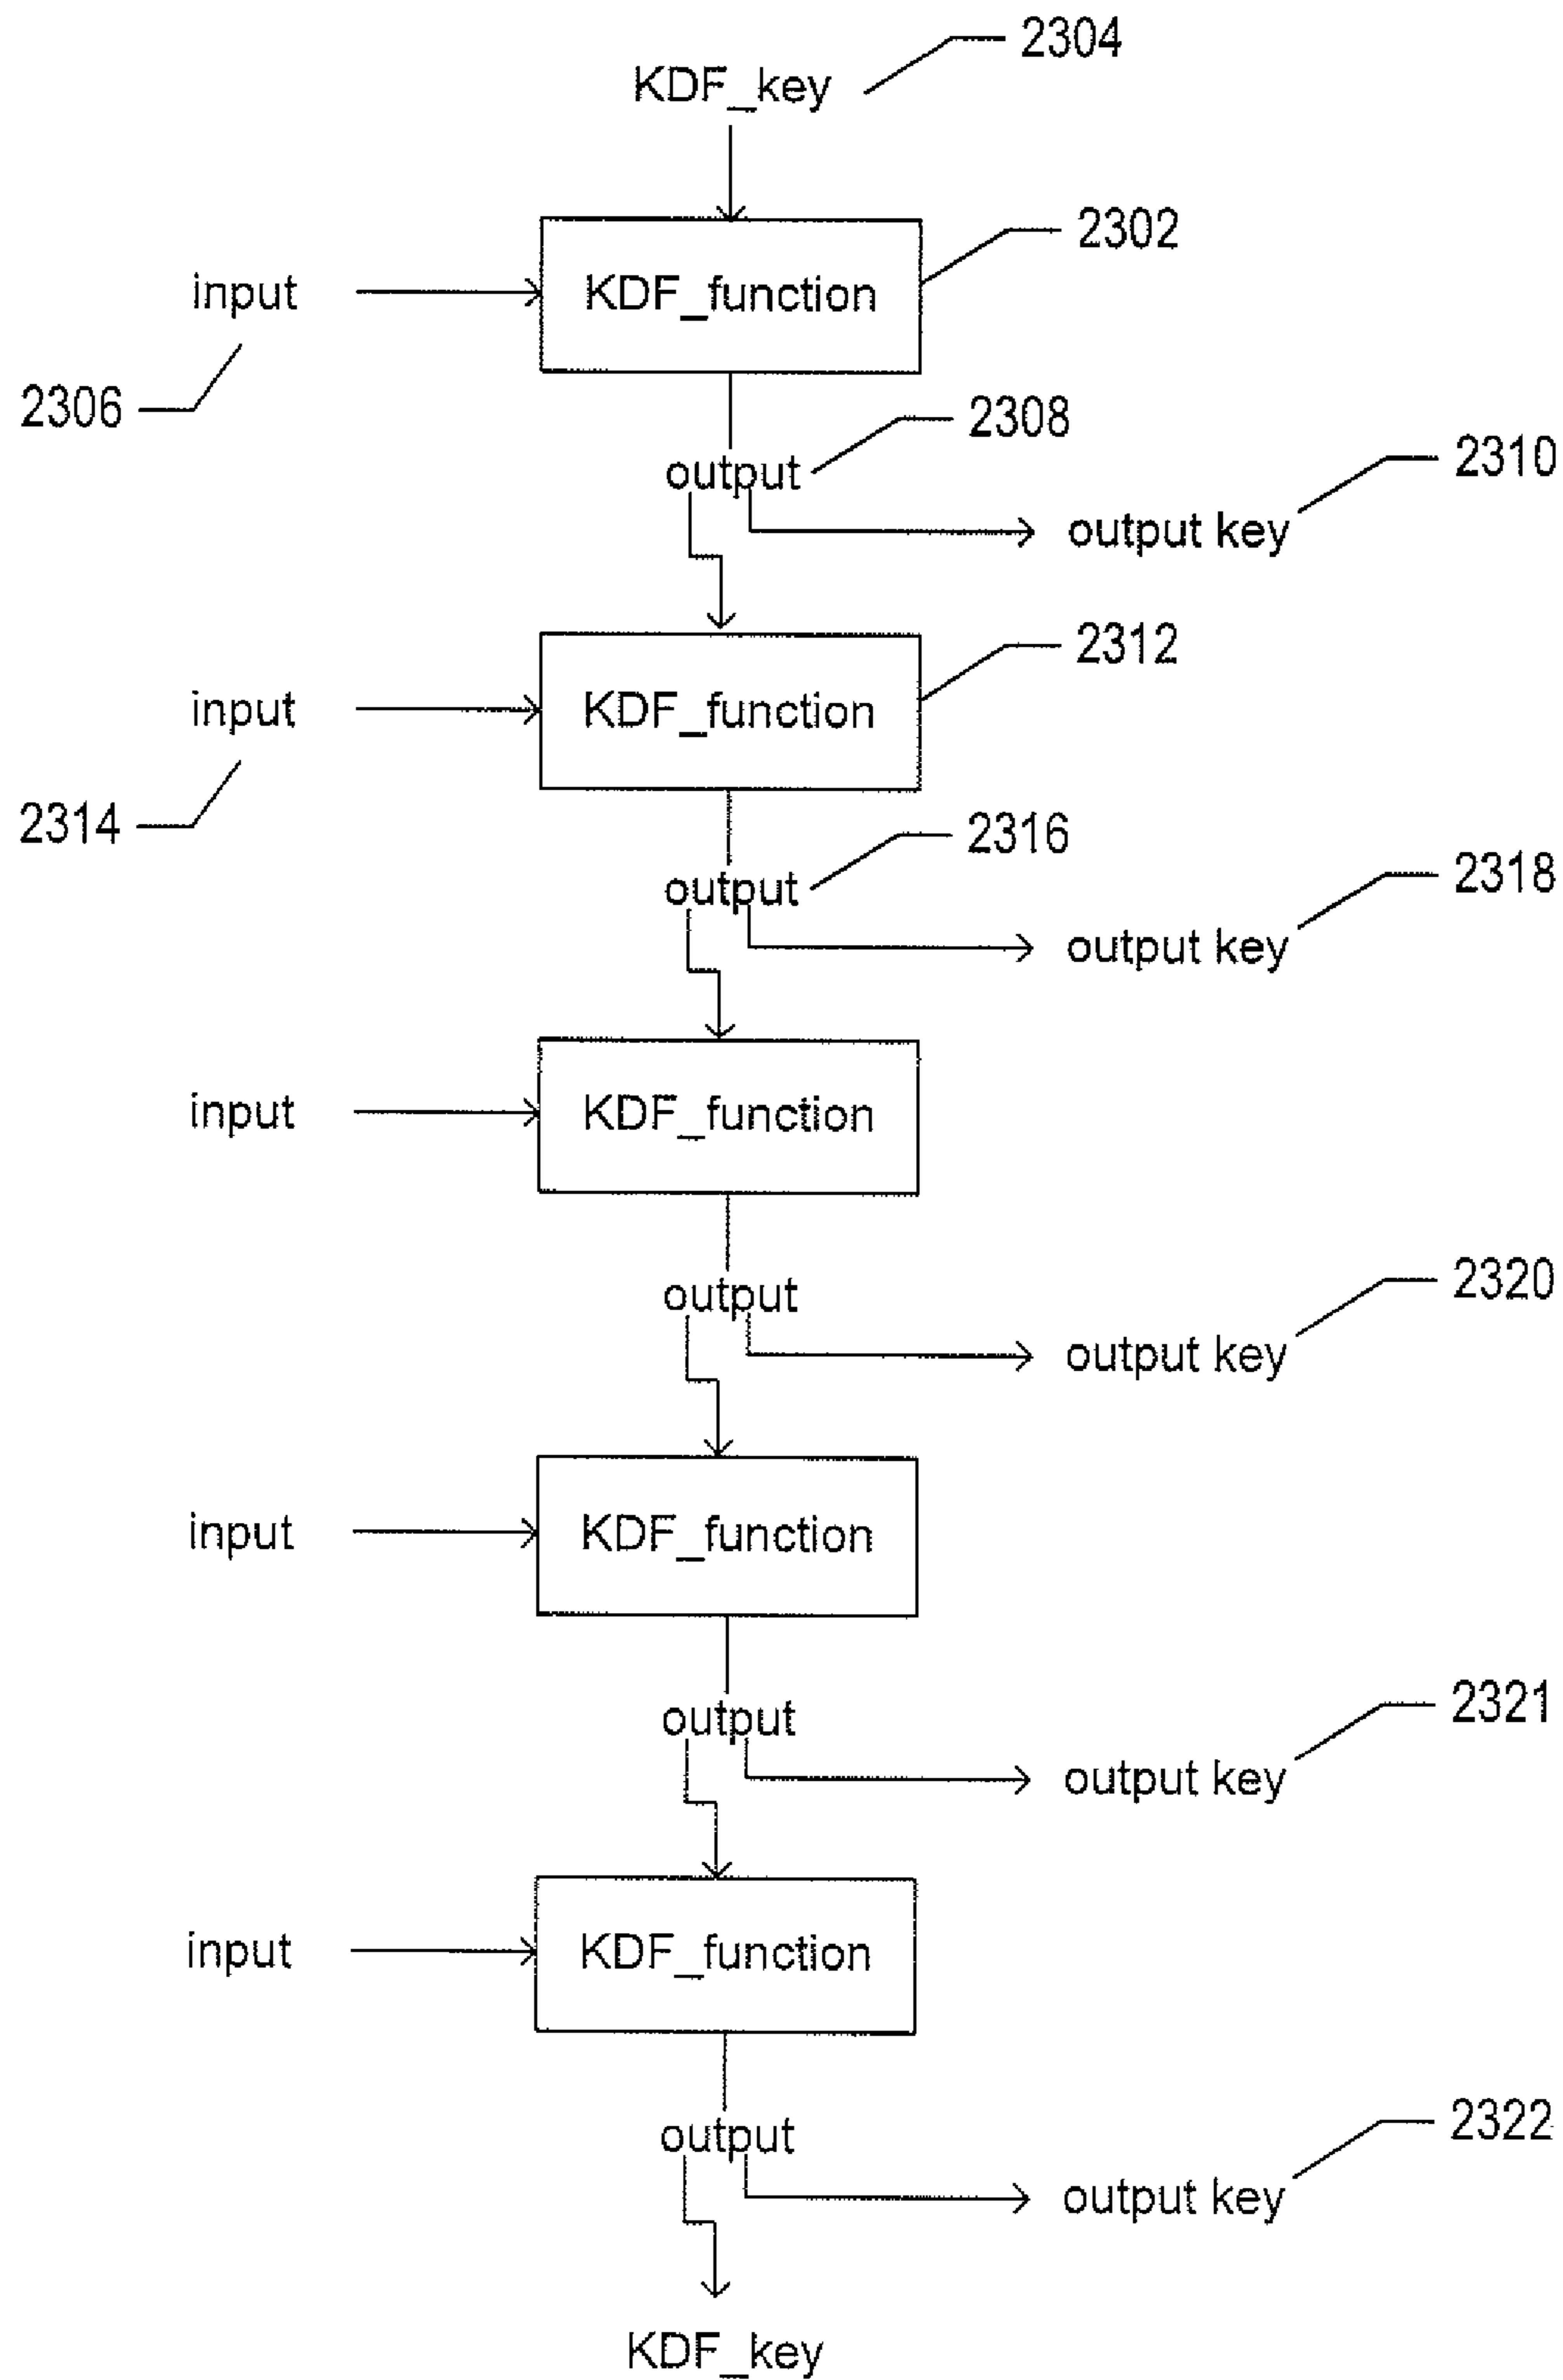 2304
KDF_key
2302
input
KDF_function
2306
2308
output
2310
output key
2312
input
KDF_function
2314
2316
output
2318
output key
input
KDF_function
output
2320
output key
input
KDF_function
output
2321
output key
input
KDF_function
output
2322
output key
KDF_key